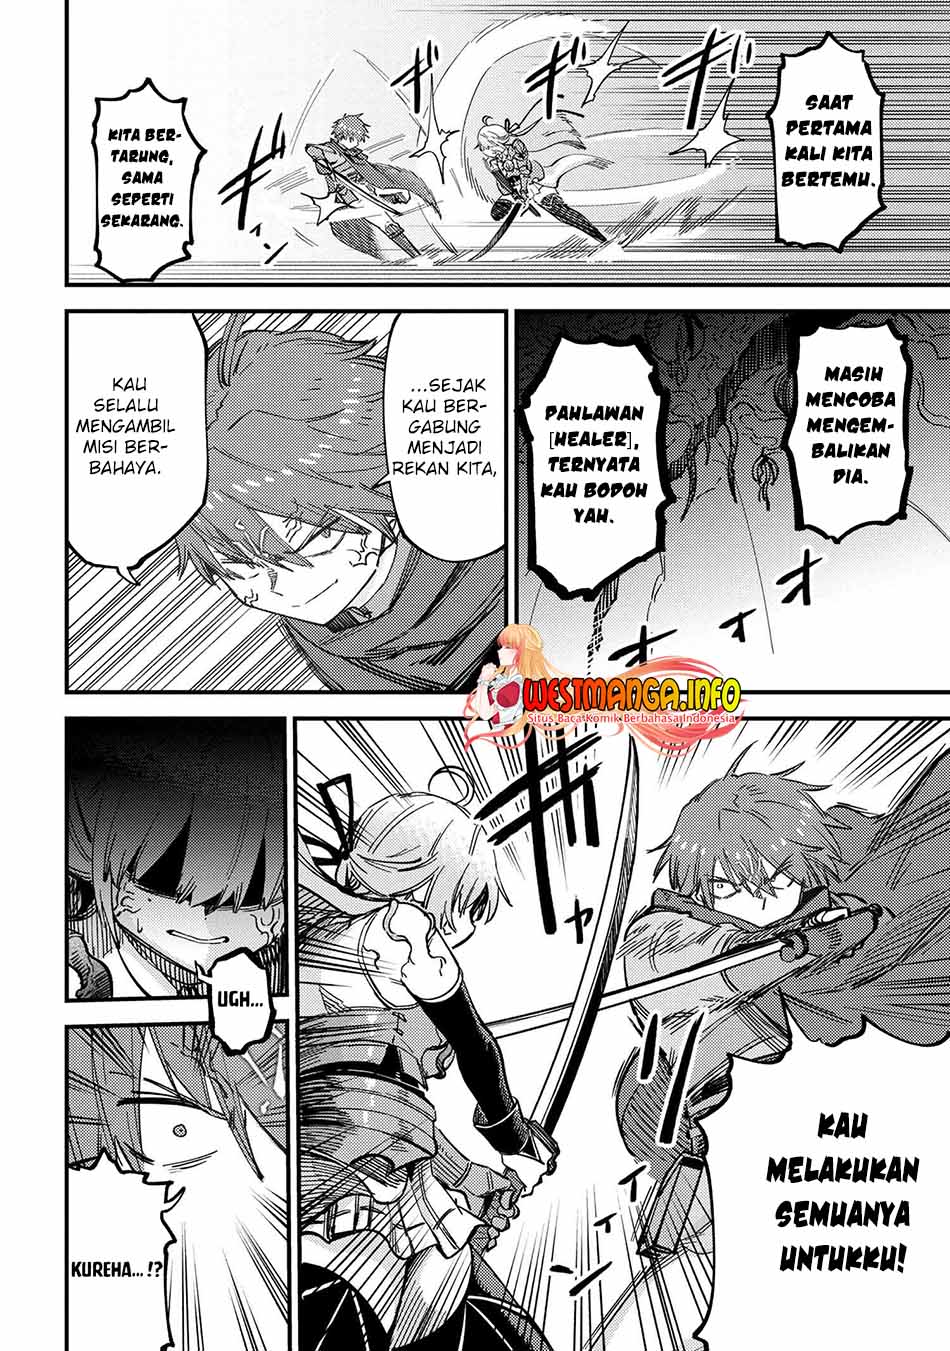 SAAT
PERTAMA
KALI KITA
BERTEMU.
KITA BER-
TARUNG,
SAMA
SEPERTI
SEKARANG.
MASIH
MENCOBA
MENGEM-
BALIKAN
DIA.
PAHLAWAN
[HEALER],
TERNYATA
KAU BODOH
YAH.
...SEJAK
KAU BER-
GABUNG
MENJADI
REKAN KITA,
KAU
SELALU
MENGAMBIL
MISI BER-
BAHAYA.
WESTMANGA.INFO
Situs Baca Komik Berbahasa Indonesia
KAU
MELAKUKAN
SEMUANYA
UNTUKKU!
UGH...
KUREHA...!?